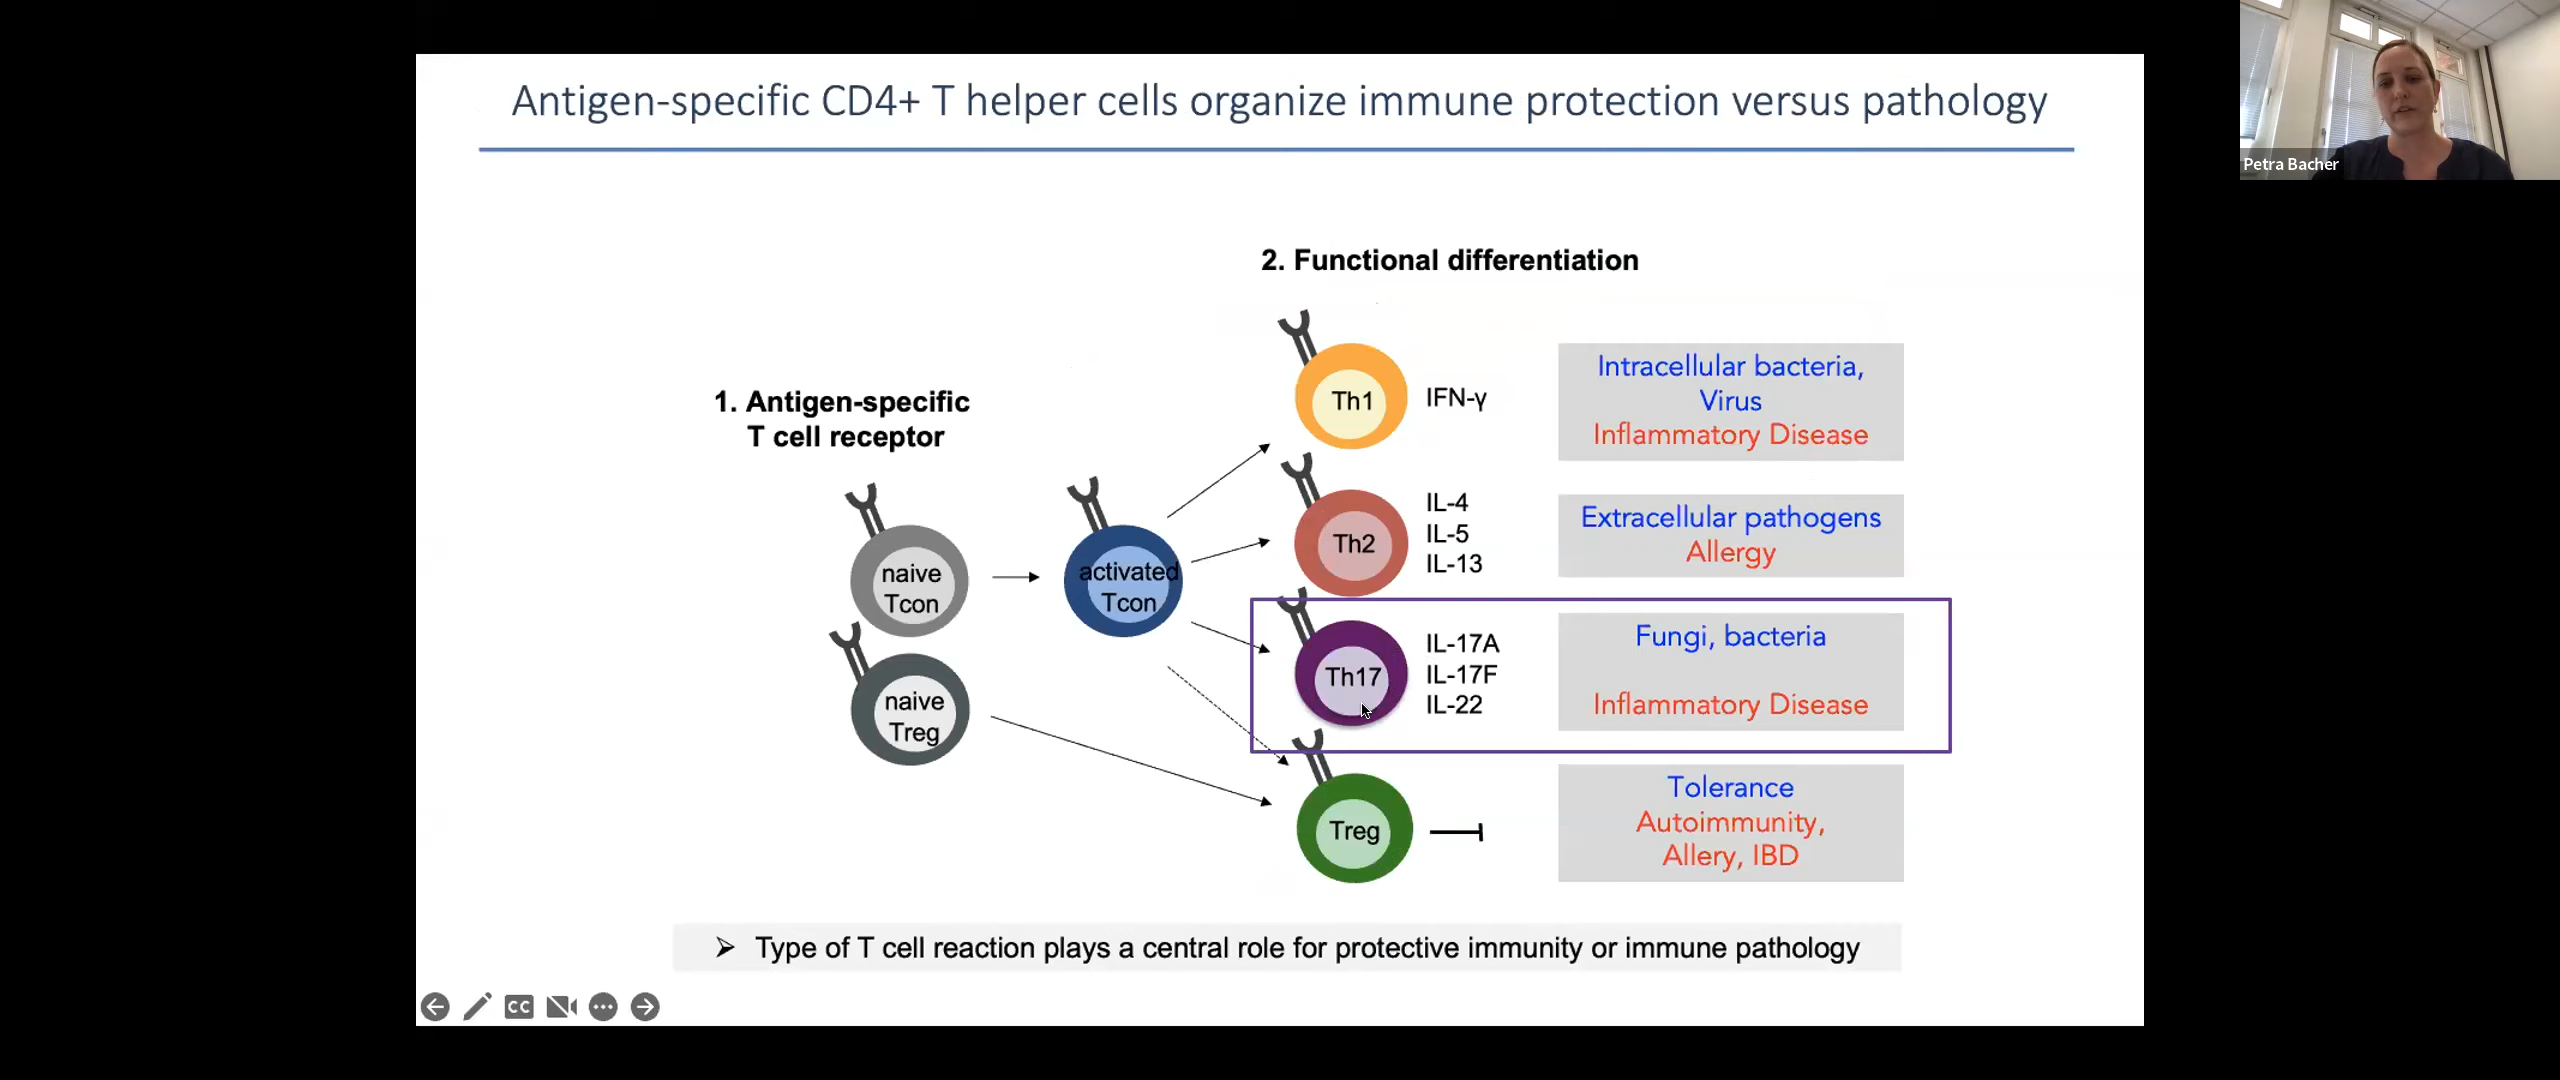 Antigen-specific CD4+ T helper cells organize immune protection versus pathology
Petra Bacher
2. Functional differentiation
1. Antigen-specific
T cell receptor
naive
Tcon
naive
Treg
activated
Tcon
Th1
IFN-γ
Intracellular bacteria,
Virus
Inflammatory Disease
Th2
IL-4
IL-5
IL-13
Extracellular pathogens
Allergy
Th17
IL-17A
IL-17F
IL-22
Fungi, bacteria
Inflammatory Disease
Treg
Tolerance
Autoimmunity,
Allery, IBD
➢ Type of T cell reaction plays a central role for protective immunity or immune pathology
CC